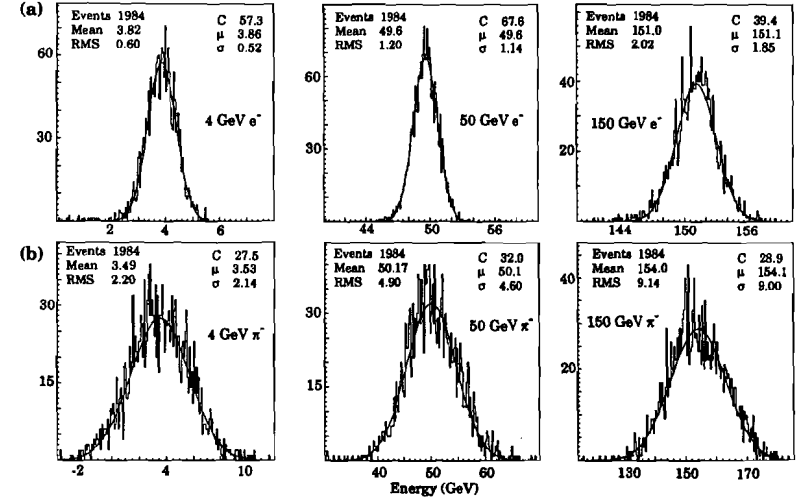 (a)
Events 1984
Mean 3.82
RMS 0.60
C 57.3
μ 3.86
σ 0.52
4 GeV e⁻
60
30
2 4 6
Events 1984
Mean 49.6
RMS 1.20
C 67.6
μ 49.6
σ 1.14
50 GeV e⁻
60
30
44 50 56
Events 1984
Mean 151.0
RMS 2.02
C 39.4
μ 151.1
σ 1.85
150 GeV e⁻
40
20
144 150 156
(b)
Events 1984
Mean 3.49
RMS 2.20
C 27.5
μ 3.53
σ 2.14
4 GeV π⁻
30
15
-2 4 10
Events 1984
Mean 50.17
RMS 4.90
C 32.0
μ 50.1
σ 4.60
50 GeV π⁻
30
15
40 50 60
Events 1984
Mean 154.0
RMS 9.14
C 28.9
μ 154.1
σ 9.00
150 GeV π⁻
40
20
130 150 170
Energy (GeV)